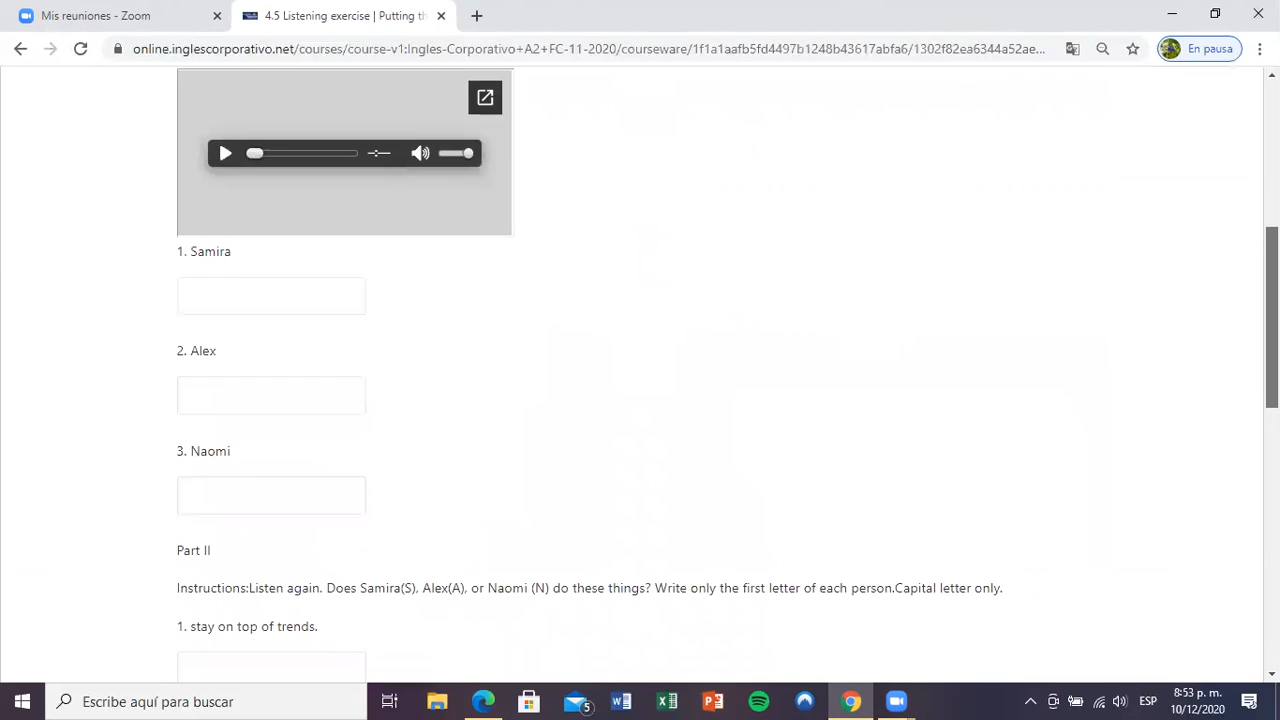 Mis reuniones - Zoom
4.5 Listening exercise | Putting th
online.inglescorporativo.net/courses/course-v1:Ingles-Corporativo+A2+FC-11-2020/courseware/1f1a1aafb5fd4497b1248b43617abfa6/1302f82ea6344a52ae...
En pausa
1. Samira
2. Alex
3. Naomi
Part II
Instructions:Listen again. Does Samira(S), Alex(A), or Naomi (N) do these things? Write only the first letter of each person.Capital letter only.
1. stay on top of trends.
Escribe aquí para buscar
5
ESP
8:53 p. m.
10/12/2020